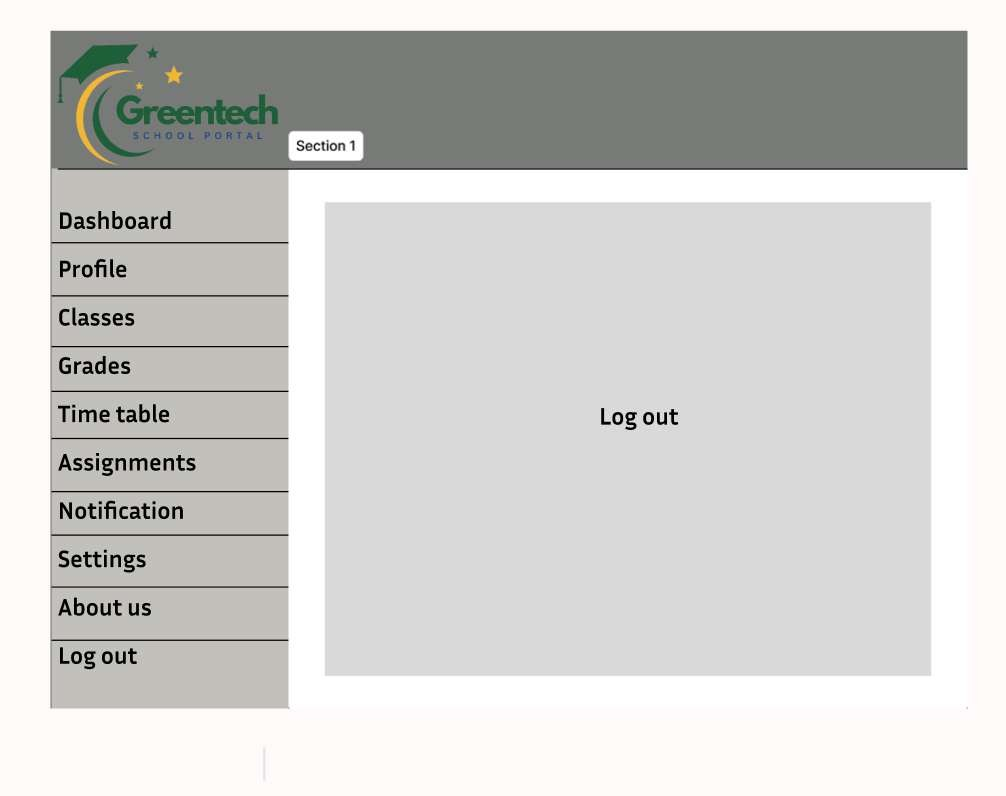 Greentech
SCHOOL PORTAL
Section 1
Dashboard
Profile
Classes
Grades
Time table
Assignments
Notification
Settings
About us
Log out
Log out